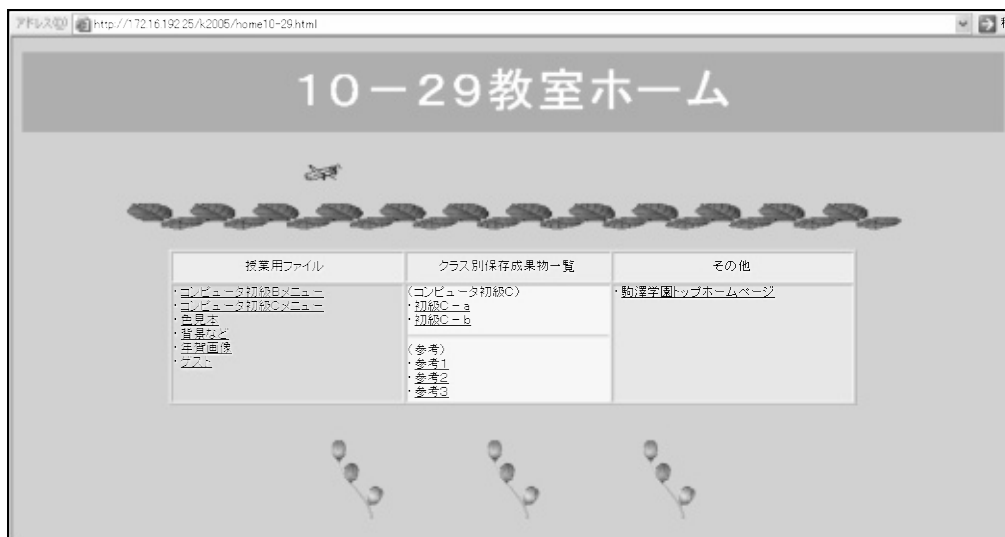 アドレス(D) http://172.16.192.25/k2005/home10-29.html
10－29教室ホーム
授業用ファイル
・コンピュータ初級Bメニュー
・コンピュータ初級Cメニュー
・色見本
・背景など
・年賀画像
・テスト
クラス別保存成果物一覧
(コンピュータ初級C)
・初級C－a
・初級C－b
(参考)
・参考1
・参考2
・参考3
その他
・駒澤学園トップホームページ